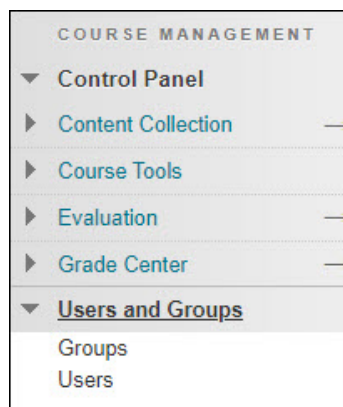 COURSE MANAGEMENT
Control Panel
Content Collection
Course Tools
Evaluation
Grade Center
Users and Groups
Groups
Users